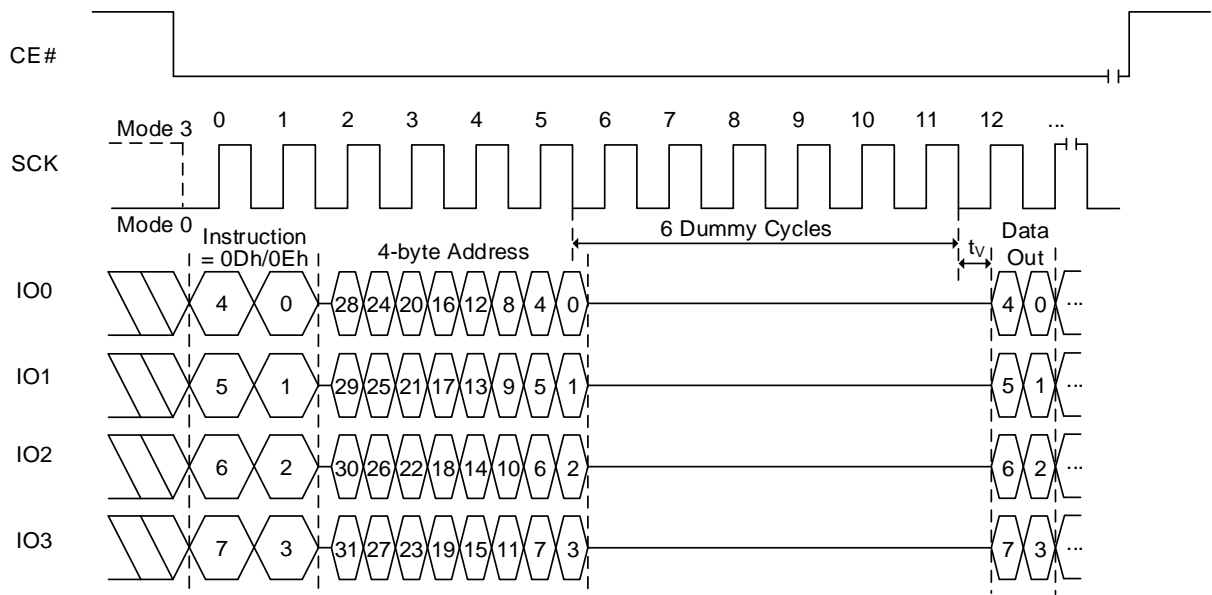 CE#
0 1 2 3 4 5 6 7 8 9 10 11 12 ...
Mode 3
SCK
Mode 0
Instruction
= 0Dh/0Eh
4-byte Address
6 Dummy Cycles
tV
Data
Out
IO0 4 0 28 24 20 16 12 8 4 0 4 0 ...
IO1 5 1 29 25 21 17 13 9 5 1 5 1 ...
IO2 6 2 30 26 22 18 14 10 6 2 6 2 ...
IO3 7 3 31 27 23 19 15 11 7 3 7 3 ...